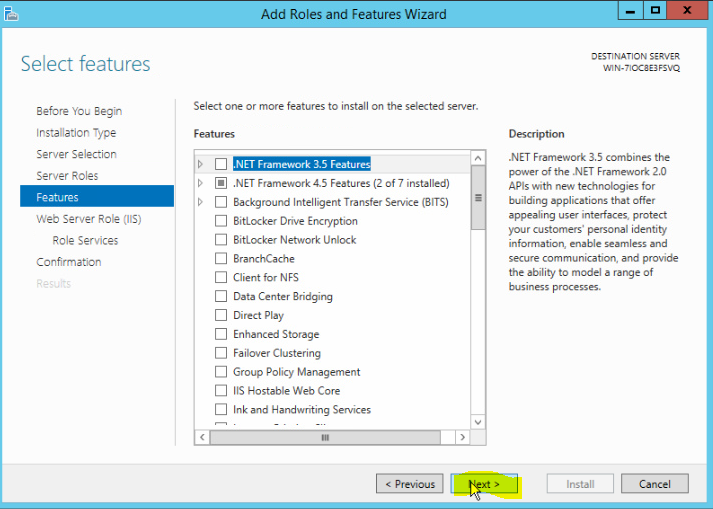 Add Roles and Features Wizard
Select features
DESTINATION SERVER
WIN-7IOC8E3FSVQ
Before You Begin
Installation Type
Server Selection
Server Roles
Features
Web Server Role (IIS)
Role Services
Confirmation
Results
Select one or more features to install on the selected server.
Features
.NET Framework 3.5 Features
.NET Framework 4.5 Features (2 of 7 installed)
Background Intelligent Transfer Service (BITS)
BitLocker Drive Encryption
BitLocker Network Unlock
BranchCache
Client for NFS
Data Center Bridging
Direct Play
Enhanced Storage
Failover Clustering
Group Policy Management
IIS Hostable Web Core
Ink and Handwriting Services
Description
.NET Framework 3.5 combines the
power of the .NET Framework 2.0
APIs with new technologies for
building applications that offer
appealing user interfaces, protect
your customers' personal identity
information, enable seamless and
secure communication, and provide
the ability to model a range of
business processes.
< Previous
Next >
Install
Cancel